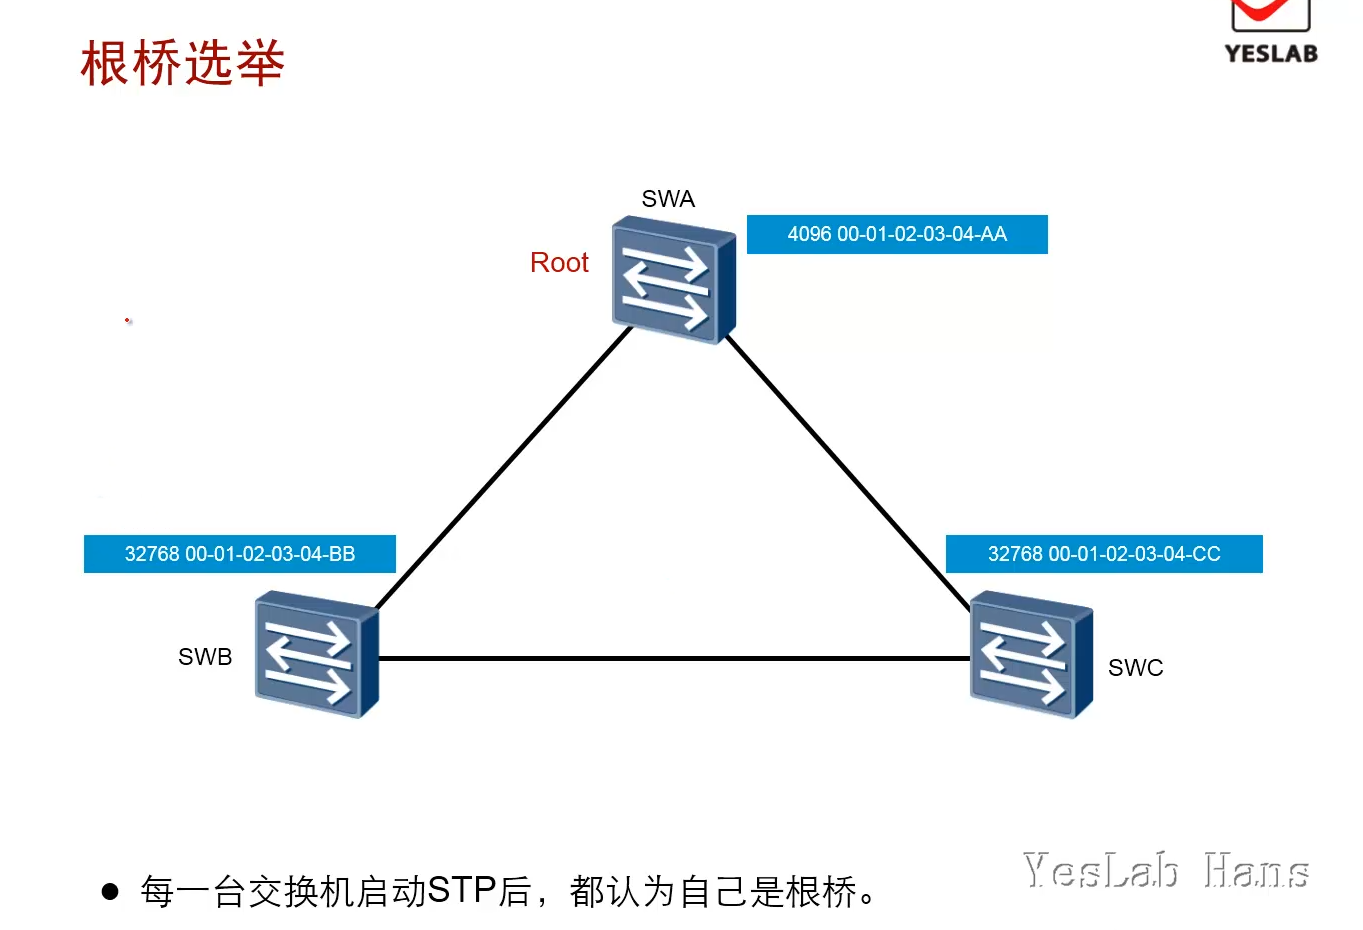 YESLAB
根桥选举
SWA
4096 00-01-02-03-04-AA
Root
32768 00-01-02-03-04-BB
32768 00-01-02-03-04-CC
SWB
SWC
YesLab Hans
● 每一台交换机启动STP后，都认为自己是根桥。